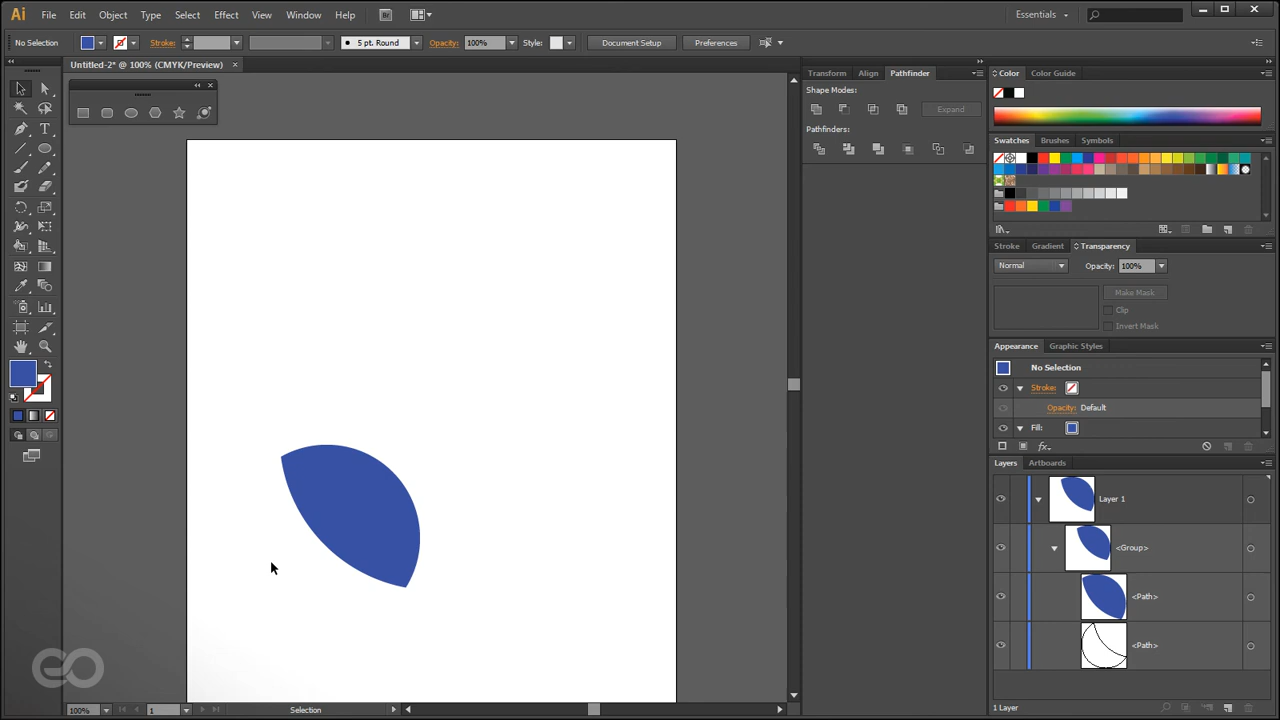 Ai File Edit Object Type Select Effect View Window Help Br Essentials
No Selection Stroke: 5 pt. Round Opacity: 100% Style: Document Setup Preferences
Untitled-2* @ 100% (CMYK/Preview) ×
Transform Align Pathfinder
Shape Modes:
Expand
Pathfinders:
Color Color Guide
Swatches Brushes Symbols
Stroke Gradient Transparency
Normal Opacity: 100%
Make Mask
Clip
Invert Mask
Appearance Graphic Styles
No Selection
Stroke:
Opacity: Default
Fill:
fx
Layers Artboards
Layer 1
<Group>
<Path>
<Path>
1 Layer
100% 1 Selection